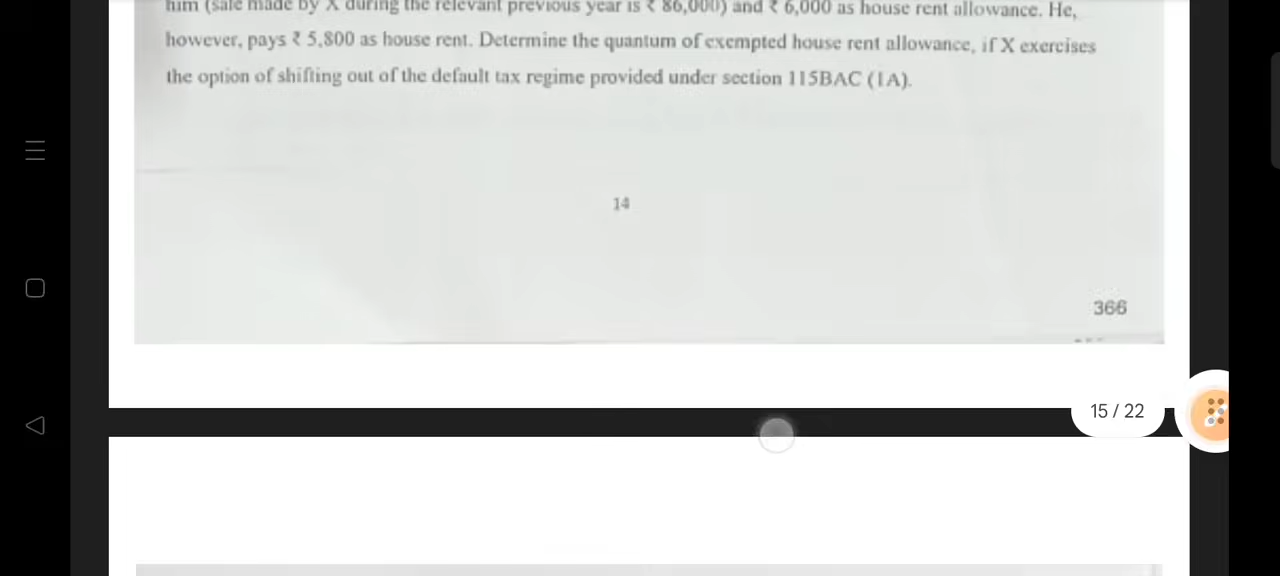 him (sale made by X during the relevant previous year is ₹ 86,000) and ₹ 6,000 as house rent allowance. He,
however, pays ₹ 5,800 as house rent. Determine the quantum of exempted house rent allowance, if X exercises
the option of shifting out of the default tax regime provided under section 115BAC (1A).
14
366
15 / 22